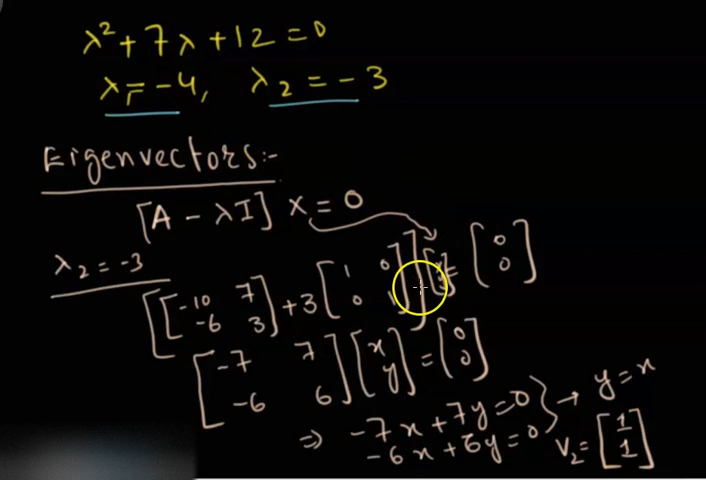 λ² + 7λ + 12 = 0
λ₁ = -4, λ₂ = -3
Eigenvectors:-
[A - λI] x = 0
λ₂ = -3
[[-10 7; -6 3] + 3[1 0; 0 1]] [x; y] = [0; 0]
[-7 7; -6 6] [x; y] = [0; 0]
⇒ -7x + 7y = 0 } → y = x
-6x + 6y = 0 V₂ = [1; 1]